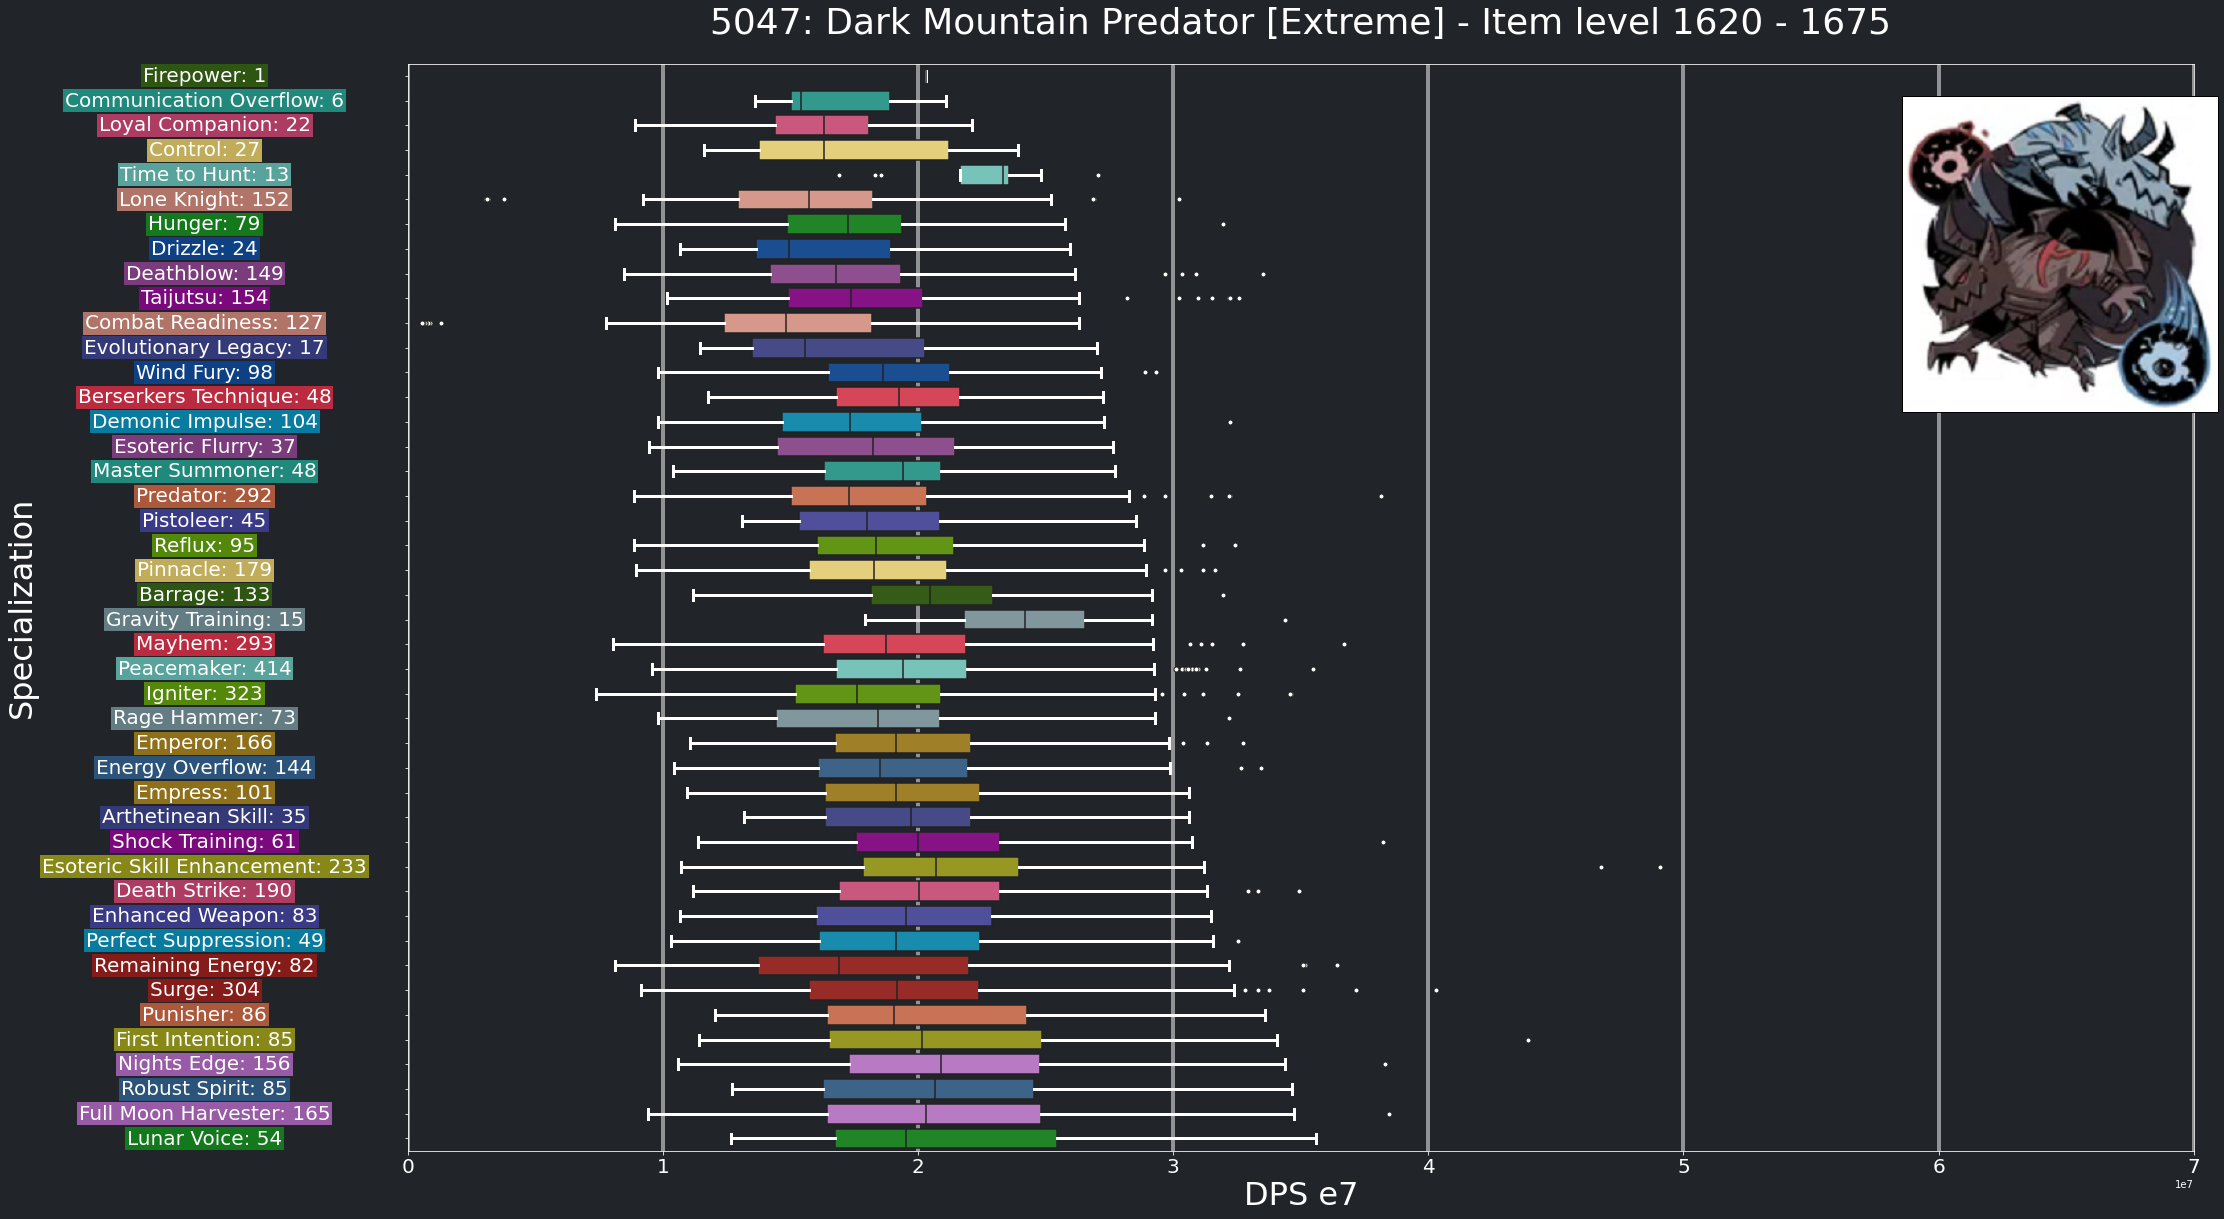 5047: Dark Mountain Predator [Extreme] - Item level 1620 - 1675
Firepower: 1
Communication Overflow: 6
Loyal Companion: 22
Control: 27
Time to Hunt: 13
Lone Knight: 152
Hunger: 79
Drizzle: 24
Deathblow: 149
Taijutsu: 154
Combat Readiness: 127
Evolutionary Legacy: 17
Wind Fury: 98
Berserkers Technique: 48
Demonic Impulse: 104
Esoteric Flurry: 37
Master Summoner: 48
Predator: 292
Pistoleer: 45
Reflux: 95
Pinnacle: 179
Barrage: 133
Gravity Training: 15
Mayhem: 293
Peacemaker: 414
Igniter: 323
Rage Hammer: 73
Emperor: 166
Energy Overflow: 144
Empress: 101
Arthetinean Skill: 35
Shock Training: 61
Esoteric Skill Enhancement: 233
Death Strike: 190
Enhanced Weapon: 83
Perfect Suppression: 49
Remaining Energy: 82
Surge: 304
Punisher: 86
First Intention: 85
Nights Edge: 156
Robust Spirit: 85
Full Moon Harvester: 165
Lunar Voice: 54
Specialization
0 1 2 3 4 5 6 7
DPS e7
1e7